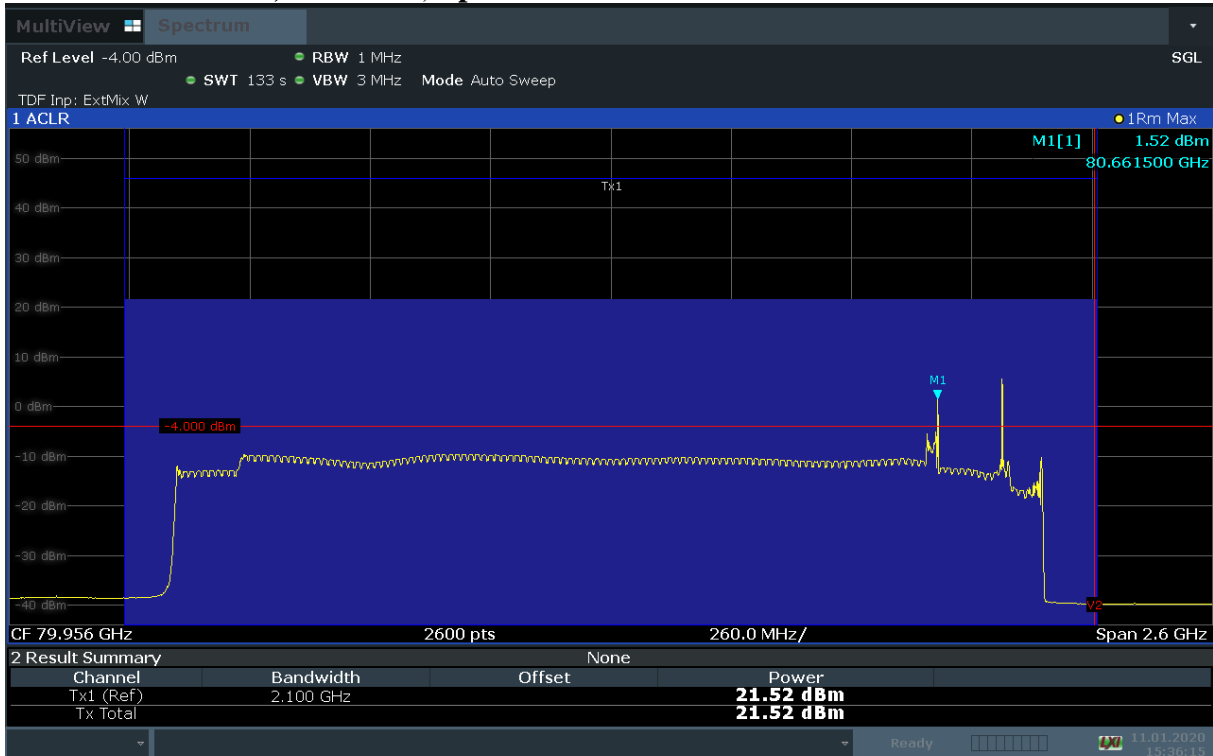 MultiView Spectrum
Ref Level -4.00 dBm RBW 1 MHz SGL
SWT 133 s VBW 3 MHz Mode Auto Sweep
TDF Inp: ExtMix W
1 ACLR 1Rm Max
M1[1] 1.52 dBm
80.661500 GHz
50 dBm
Tx1
40 dBm
30 dBm
20 dBm
10 dBm
M1
0 dBm
-4.000 dBm
-10 dBm
-20 dBm
-30 dBm
-40 dBm
V2
CF 79.956 GHz 2600 pts 260.0 MHz/ Span 2.6 GHz
2 Result Summary None
Channel Bandwidth Offset Power
Tx1 (Ref) 2.100 GHz 21.52 dBm
Tx Total 21.52 dBm
Ready LXI 11.01.2020
15:36:15